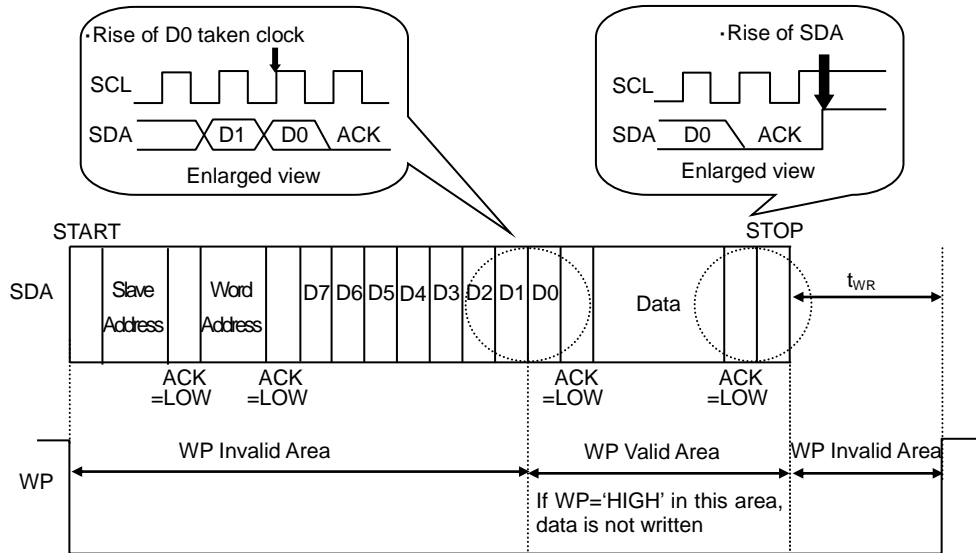 ·Rise of D0 taken clock
SCL
SDA D1 D0 ACK
Enlarged view
·Rise of SDA
SCL
SDA D0 ACK
Enlarged view
START
STOP
SDA
Slave
Address
Word
Address
D7 D6 D5 D4 D3 D2 D1 D0
Data
tWR
ACK
=LOW
ACK
=LOW
ACK
=LOW
ACK
=LOW
WP
WP Invalid Area
WP Valid Area
WP Invalid Area
If WP=‘HIGH’ in this area,
data is not written